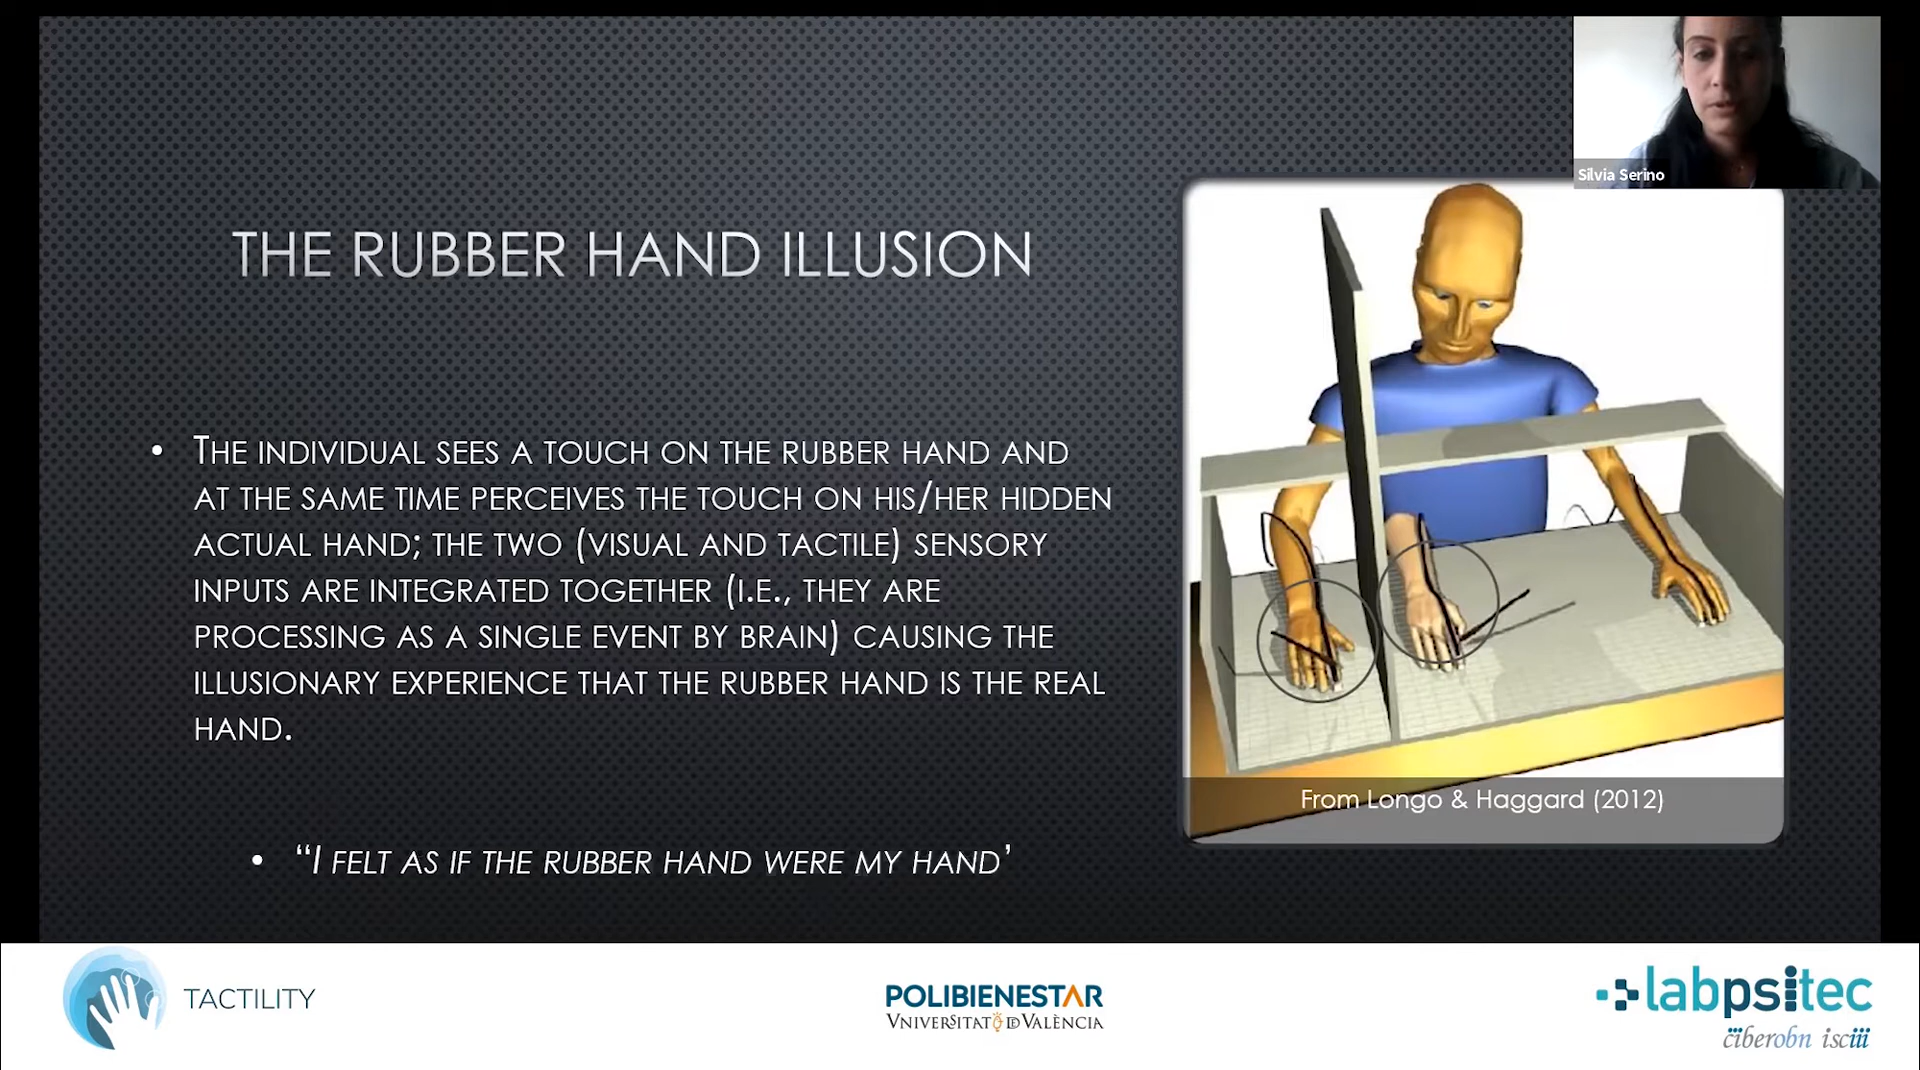 Silvia Serino
THE RUBBER HAND ILLUSION
• THE INDIVIDUAL SEES A TOUCH ON THE RUBBER HAND AND
AT THE SAME TIME PERCEIVES THE TOUCH ON HIS/HER HIDDEN
ACTUAL HAND; THE TWO (VISUAL AND TACTILE) SENSORY
INPUTS ARE INTEGRATED TOGETHER (I.E., THEY ARE
PROCESSING AS A SINGLE EVENT BY BRAIN) CAUSING THE
ILLUSIONARY EXPERIENCE THAT THE RUBBER HAND IS THE REAL
HAND.
• “I FELT AS IF THE RUBBER HAND WERE MY HAND’
From Longo & Haggard (2012)
TACTILITY
POLIBIENESTAR
VNIVERSITAT DE VALÈNCIA
labpsitec
ciberobn isciii